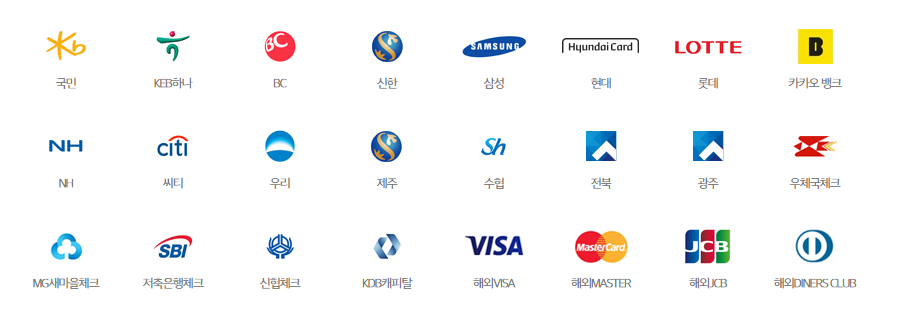 Kb
BC
SAMSUNG
HyundaiCard
LOTTE
B
국민
KEB하나
BC
신한
삼성
현대
롯데
카카오 뱅크
NH
citi
Sh
NH
씨티
우리
제주
수협
전북
광주
우체국체크
SBI
VISA
MasterCard
JCB
MG새마을체크
저축은행체크
신협체크
KDB캐피탈
해외VISA
해외MASTER
해외JCB
해외DINERS CLUB